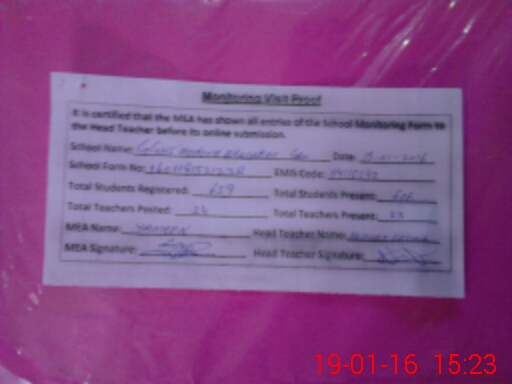 Monitoring Visit Proof
It is certified that the MEA has shown all entries of the School Monitoring Form to
the Head Teacher before its online submission.
School Name: Date:
School Form No: EMIS Code:
Total Students Registered: 659 Total Students Present: 606
Total Teachers Posted: 24 Total Teachers Present: 23
MEA Name: Head Teacher Name:
MEA Signature: Head Teacher Signature:
19-01-16 15:23